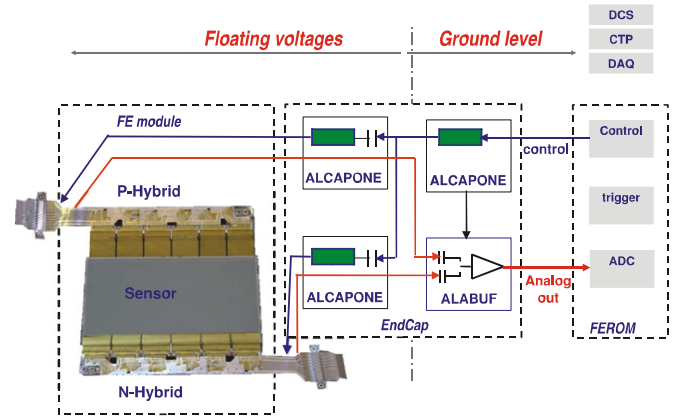 DCS
Floating voltages
Ground level
CTP
DAQ
FE module
Control
control
P-Hybrid
ALCAPONE
ALCAPONE
trigger
Sensor
ADC
ALCAPONE
ALABUF
Analog
out
EndCap
FEROM
N-Hybrid